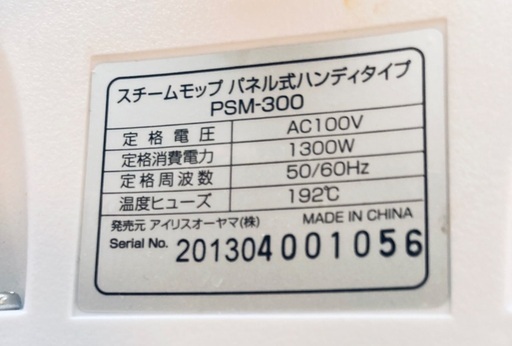 スチームモップ パネル式ハンディタイプ
PSM-300
定格電圧 AC100V
定格消費電力 1300W
定格周波数 50/60Hz
温度ヒューズ 192℃
発売元 アイリスオーヤマ(株) MADE IN CHINA
Serial No. 201304001056